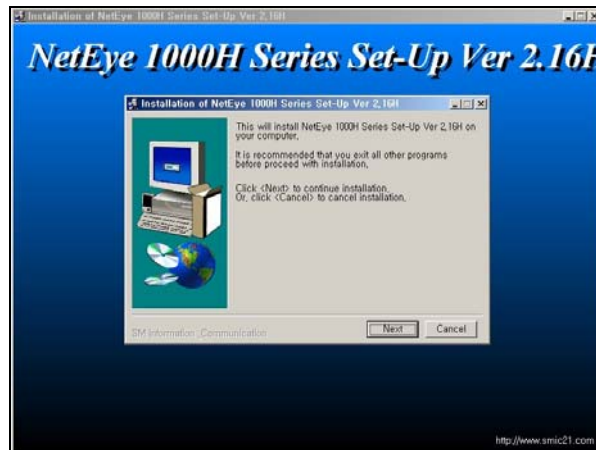 Installation of NetEye 1000H Series Set-Up Ver 2,16H
NetEye 1000H Series Set-Up Ver 2.16H
Installation of NetEye 1000H Series Set-Up Ver 2,16H
This will install NetEye 1000H Series Set-Up Ver 2,16H on
your computer,
It is recommended that you exit all other programs
before proceed with installation,
Click <Next> to continue installation,
Or, click <Cancel> to cancel installation,
SM Information Communication
Next
Cancel
http://www.smic21.com